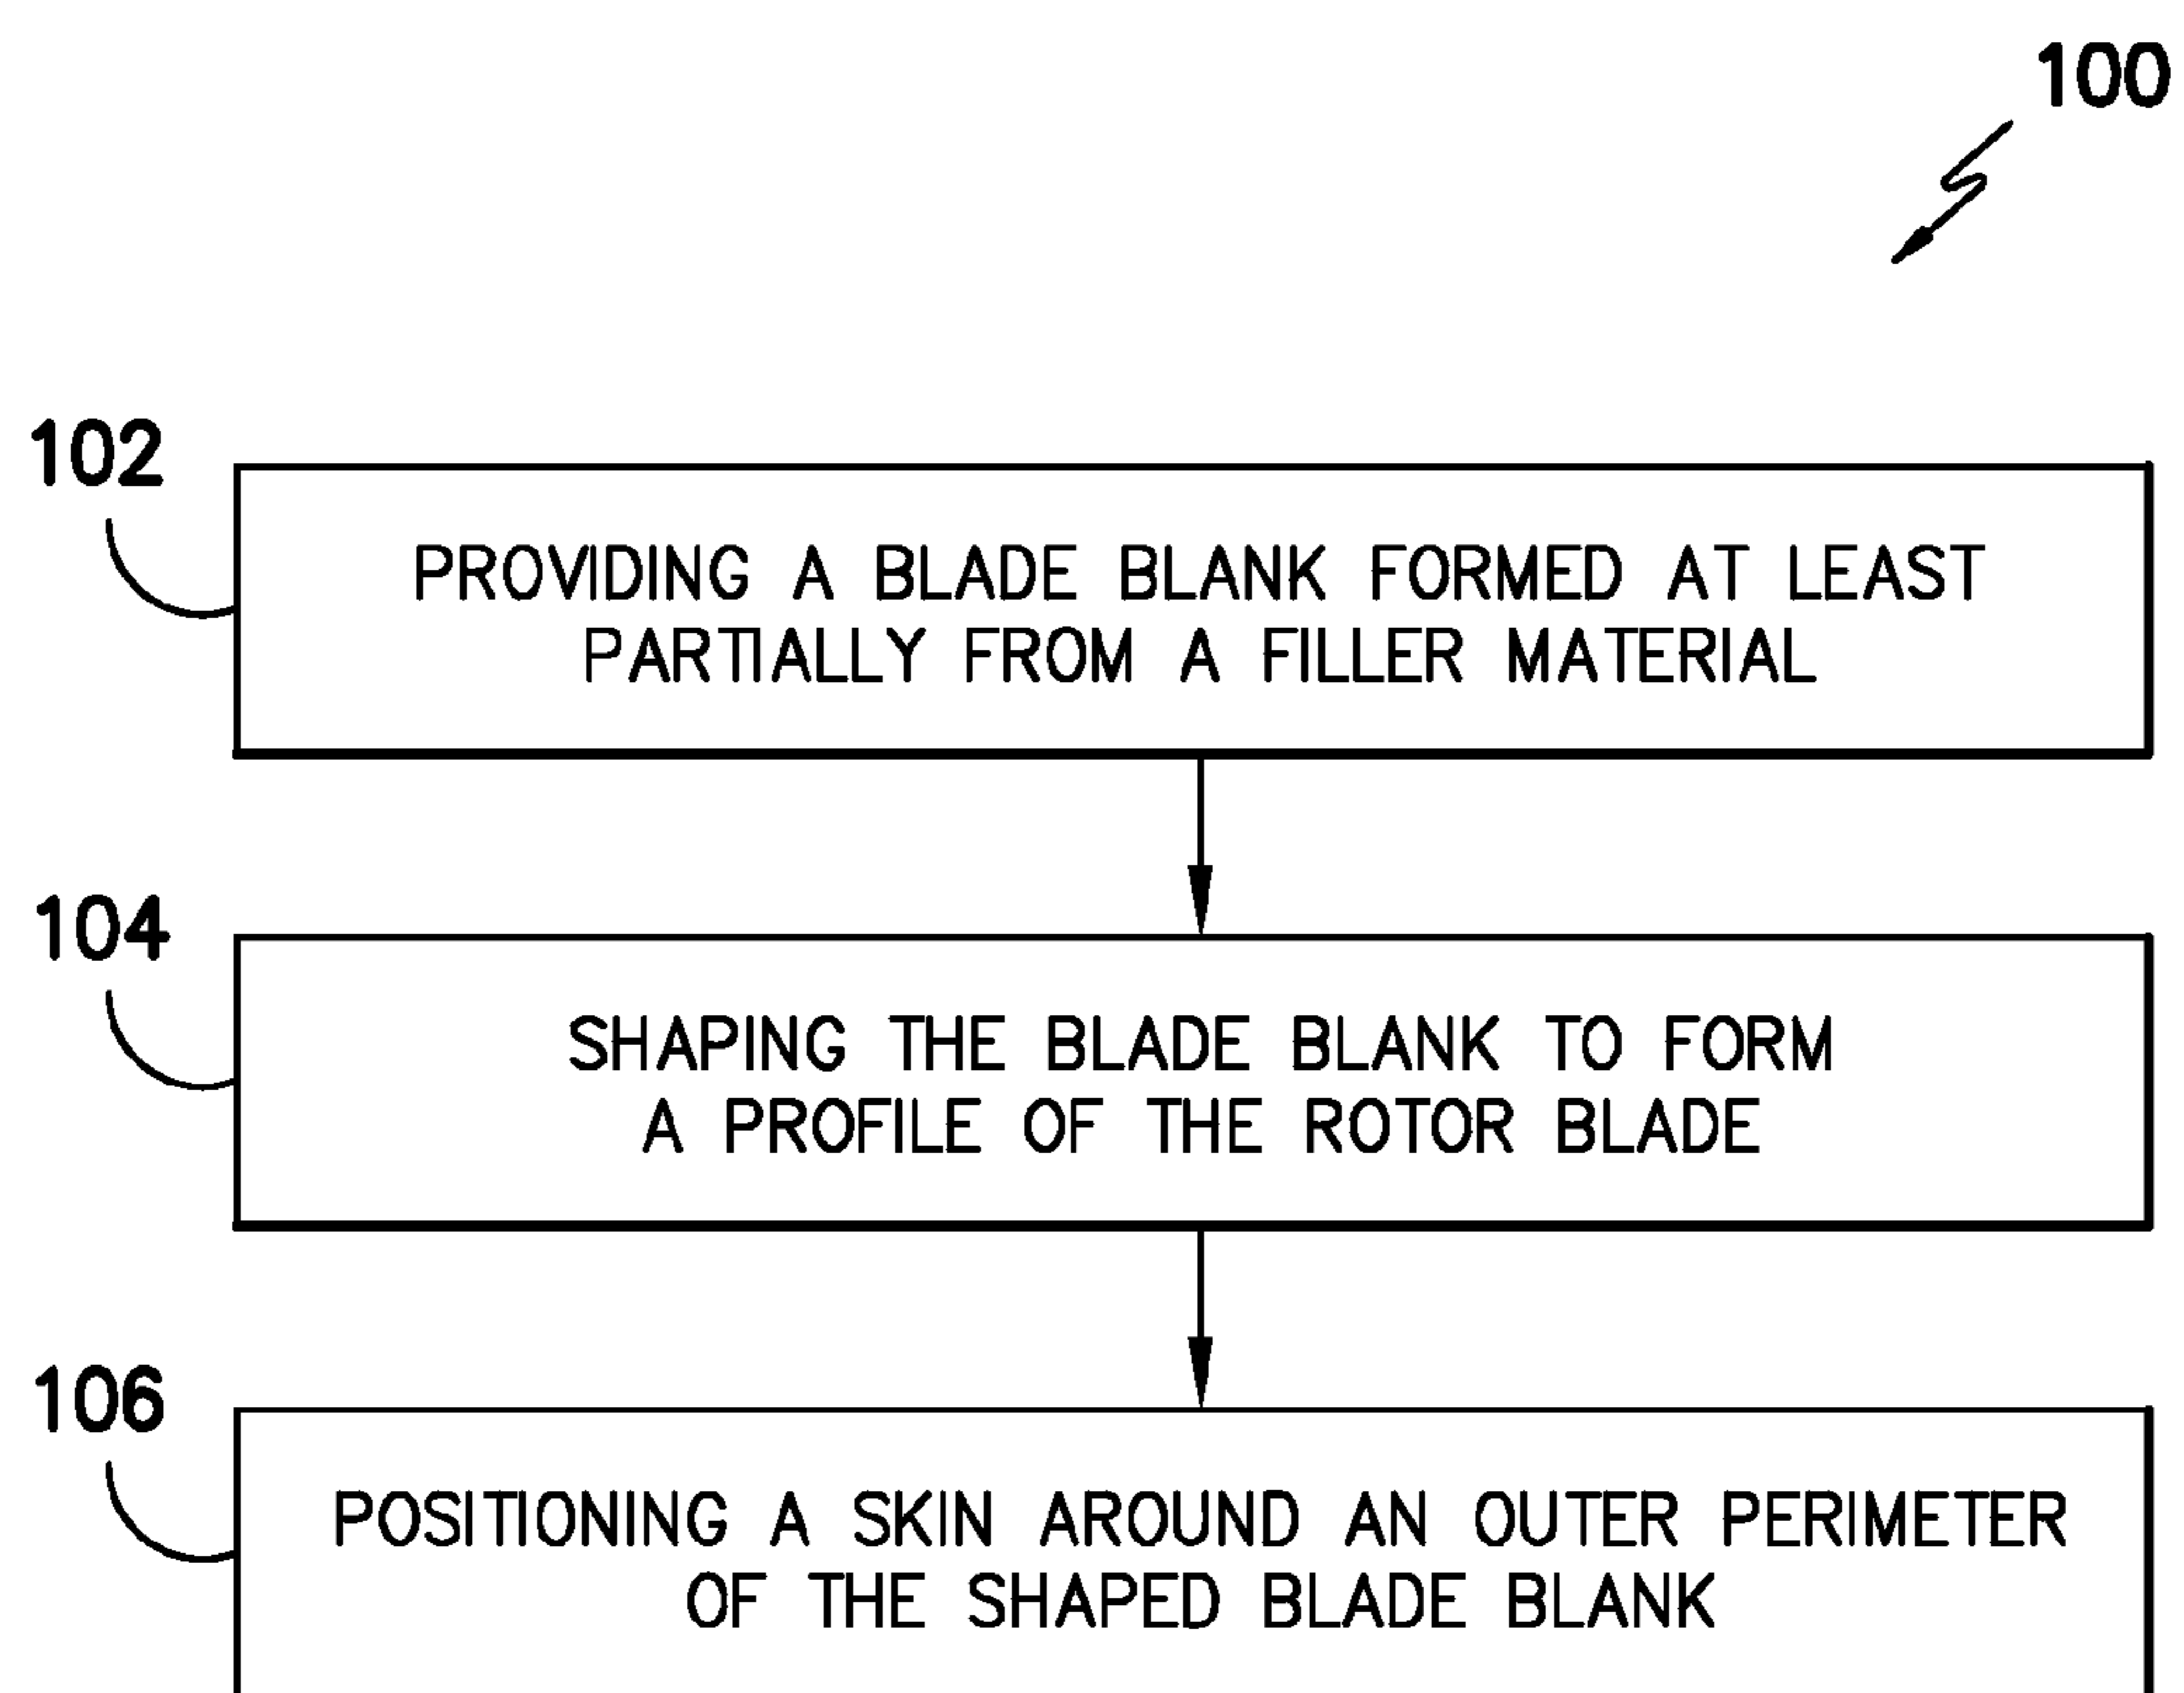 100
102
PROVIDING A BLADE BLANK FORMED AT LEAST
PARTIALLY FROM A FILLER MATERIAL
104
SHAPING THE BLADE BLANK TO FORM
A PROFILE OF THE ROTOR BLADE
106
POSITIONING A SKIN AROUND AN OUTER PERIMETER
OF THE SHAPED BLADE BLANK